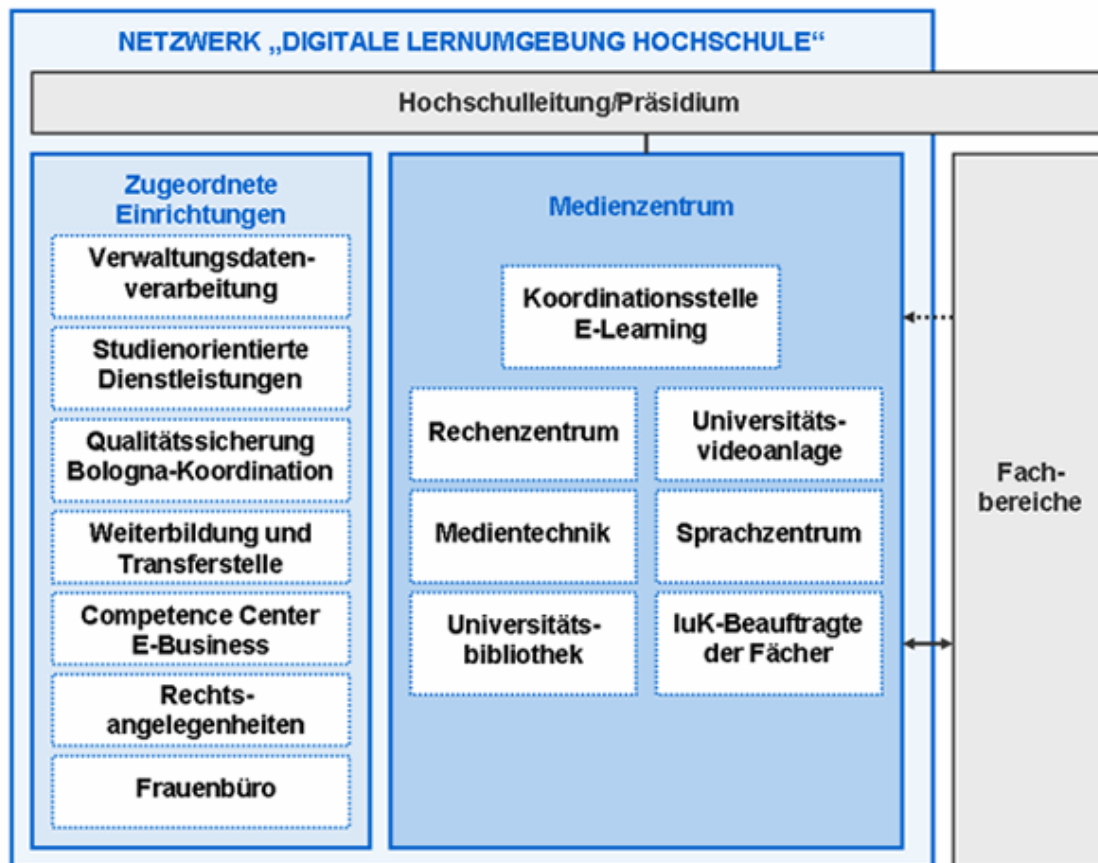 NETZWERK „DIGITALE LERNUMGEBUNG HOCHSCHULE“
Hochschulleitung/Präsidium
Zugeordnete
Einrichtungen
Verwaltungsdaten-
verarbeitung
Studienorientierte
Dienstleistungen
Qualitätssicherung
Bologna-Koordination
Weiterbildung und
Transferstelle
Competence Center
E-Business
Rechts-
angelegenheiten
Frauenbüro
Medienzentrum
Koordinationsstelle
E-Learning
Rechenzentrum
Universitäts-
videoanlage
Medientechnik
Sprachzentrum
Universitäts-
bibliothek
IuK-Beauftragte
der Fächer
Fach-
bereiche